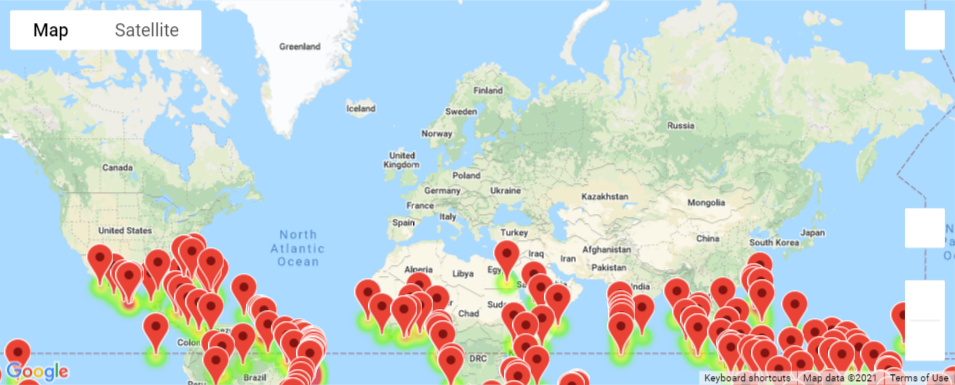 Map
Satellite
Greenland
Iceland
Finland
Sweden
Norway
Russia
United
Kingdom
Canada
Poland
Germany
Ukraine
Kazakhstan
Mongolia
France
Spain
Italy
United States
North
Atlantic
Ocean
Turkey
China
South Korea
Japan
Afghanistan
Iraq
Iran
Pakistan
Algeria
Libya
India
Chad
DRC
Brazil
Google
Keyboard shortcuts
Map data ©2021
Terms of Use